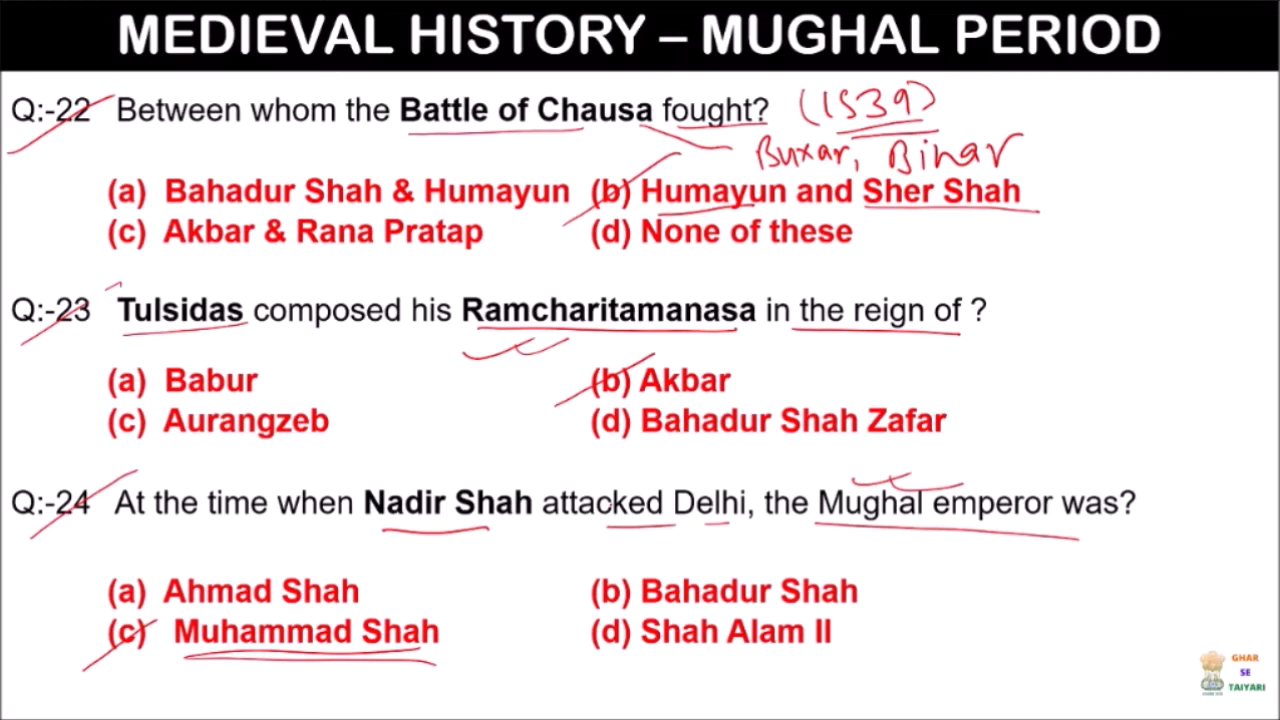 MEDIEVAL HISTORY – MUGHAL PERIOD
Q:-22 Between whom the Battle of Chausa fought? (1539)
Buxar, Bihar
(a) Bahadur Shah & Humayun (b) Humayun and Sher Shah
(c) Akbar & Rana Pratap (d) None of these
Q:-23 Tulsidas composed his Ramcharitamanasa in the reign of ?
(a) Babur (b) Akbar
(c) Aurangzeb (d) Bahadur Shah Zafar
Q:-24 At the time when Nadir Shah attacked Delhi, the Mughal emperor was?
(a) Ahmad Shah (b) Bahadur Shah
(c) Muhammad Shah (d) Shah Alam II
GHAR
SE
TAIYARI